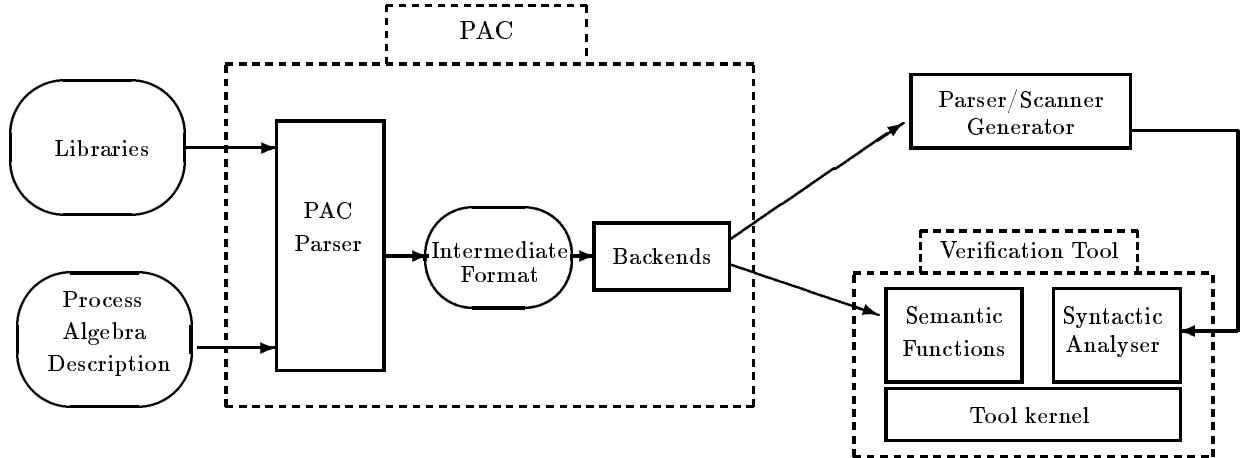 PAC
Libraries
PAC
Parser
Process
Algebra
Description
Intermediate
Format
Backends
Parser/Scanner
Generator
Verification Tool
Semantic
Functions
Syntactic
Analyser
Tool kernel